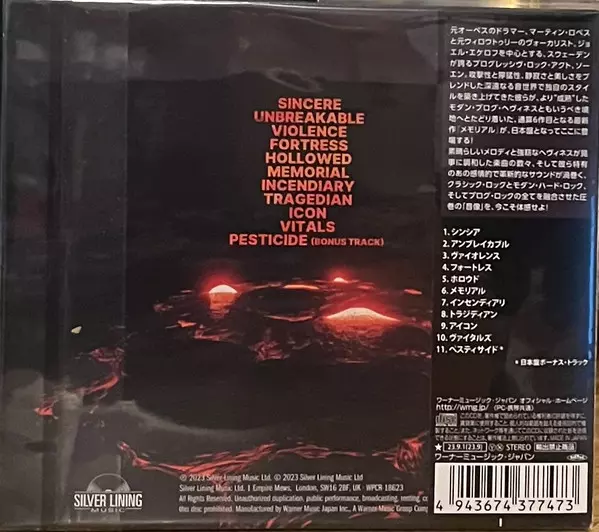 SINCERE
UNBREAKABLE
VIOLENCE
FORTRESS
HOLLOWED
MEMORIAL
INCENDIARY
TRAGEDIAN
ICON
VITALS
PESTICIDE (BONUS TRACK)
SILVER LINING
MUSIC
℗ 2023 Silver Lining Music Ltd. © 2023 Silver Lining Music Ltd
Silver Lining Music Ltd. 1 Empire Mews, London, SW16 2BF, UK · WPCR 18623
All Rights Reserved. Unauthorized duplication, public performance, broadcasting, renting,
this disc prohibited. Manufactured by Warner Music Japan Inc., A Warner Music Group Comp
元オーペスのドラマー、マーティン・ロペス
と元ウィロウトゥリーのヴォーカリスト、ジョ
エル・エケロフを中心とする、スウェーデン
が誇るプログレッシヴ・ロック・アクト、ソー
エン。攻撃性と獰猛性、静寂さと美しさをブ
レンドした深遠なる音世界で独自のスタイ
ルを築き上げてきた彼らが、より“成熟”した
モダン・プログ・ヘヴィネスともいうべき境
地へとたどり着いた、通算6作目となる最新
作『メモリアル』が、日本盤となってここに登
場する!
素晴らしいメロディと強靭なヘヴィネスが見
事に調和した楽曲の数々、そして彼ら特有
のあの感情的で革新的なサウンドが渦巻く、
クラシック・ロックとモダン・ハード・ロック、
そしてプログ・ロックの全てを融合させた圧
巻の「音像」を、今こそ体感せよ!
1. シンシア
2. アンブレイカブル
3. ヴァイオレンス
4. フォートレス
5. ホロウド
6. メモリアル
7. インセンディアリ
8. トラジディアン
9. アイコン
10. ヴァイタルズ
11. ペスティサイド *
* 日本盤ボーナス・トラック
ワーナーミュージック・ジャパン オフィシャル・ホームページ
http://wmg.jp/ (PC・携帯共通)
★ 23.9.1(23.9) STEREO 輸出禁止商品
ワーナーミュージック・ジャパン
4 943674 377473